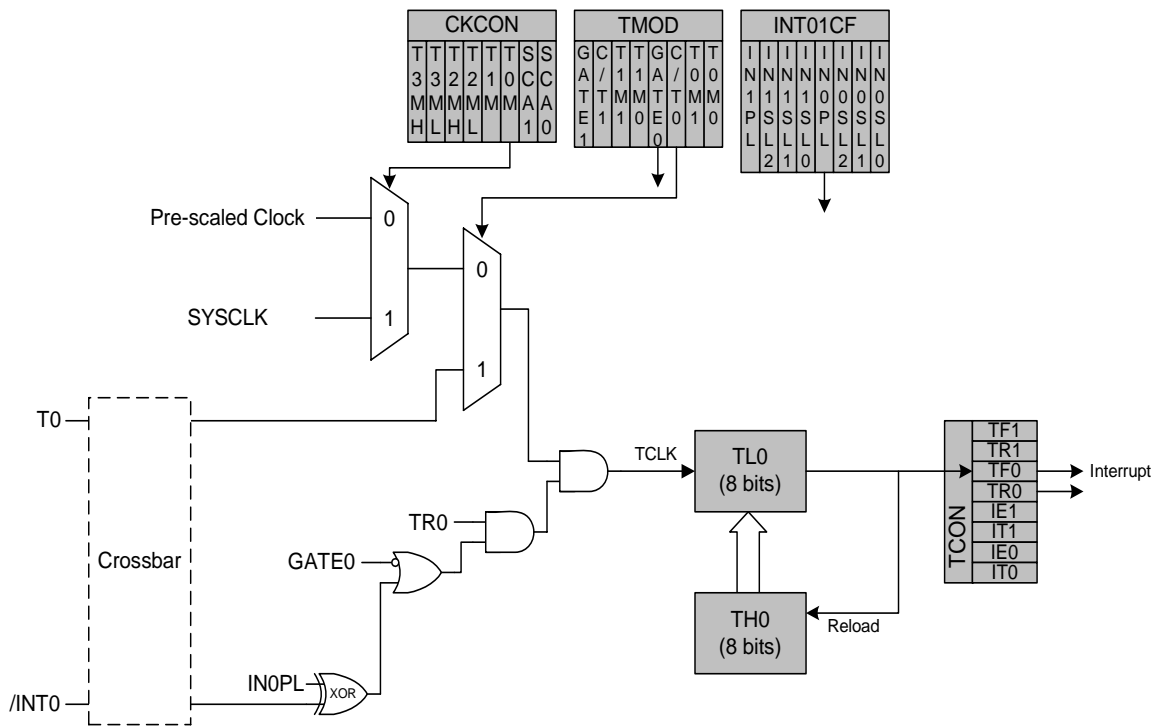 CKCON
TMOD
INT01CF
T3MH
T3ML
T2MH
T2ML
T1M
T0M
SCA1
SCA0
GATE1
C/T1
T1M1
T1M0
GATE0
C/T0
T0M1
T0M0
IN1PL
IN1SL2
IN1SL1
IN1SL0
IN0PL
IN0SL2
IN0SL1
IN0SL0
Pre-scaled Clock
0
0
SYSCLK
1
1
T0
Crossbar
TCLK
TL0
(8 bits)
TCON
TF1
TR1
TF0
TR0
IE1
IT1
IE0
IT0
Interrupt
TR0
GATE0
TH0
(8 bits)
Reload
IN0PL
XOR
/INT0